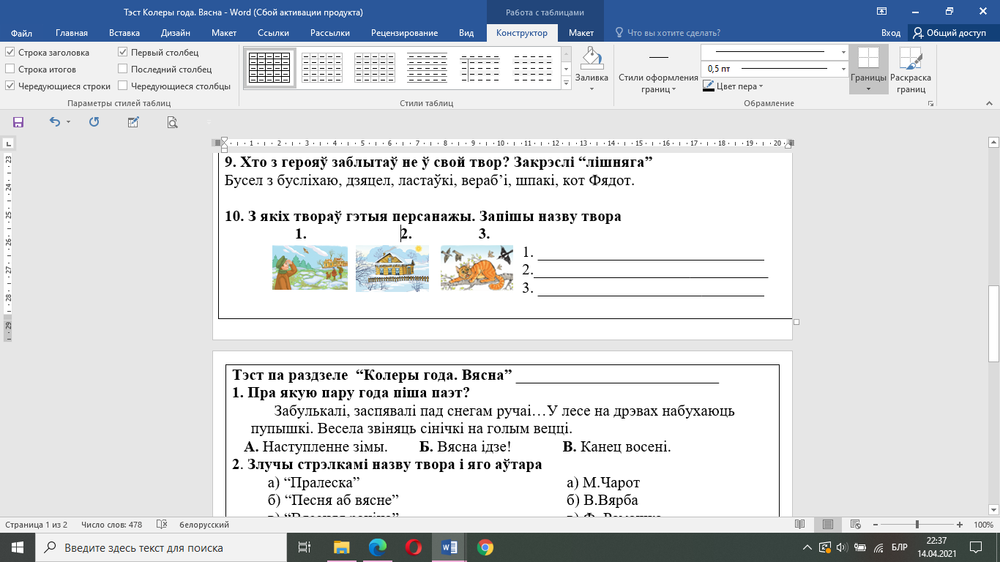 Тэст Колеры года. Вясна - Word (Сбой активации продукта)
Работа с таблицами
Файл
Главная
Вставка
Дизайн
Макет
Ссылки
Рассылки
Рецензирование
Вид
Конструктор
Макет
Что вы хотите сделать?
Вход
Общий доступ
Строка заголовка
Первый столбец
Строка итогов
Последний столбец
Чередующиеся строки
Чередующиеся столбцы
Параметры стилей таблиц
Стили таблиц
Заливка
Стили оформления границ
0,5 пт
Цвет пера
Границы
Раскраска границ
Обрамление
1 2 3 4 5 6 7 8 9 10 11 12 13 14 15 16 17 18 19 20
23 24 25 26 27 28 29
9. Хто з герояў заблытаў не ў свой твор? Закрэслі “лішняга”
Бусел з бусліхаю, дзяцел, ластаўкі, вераб’і, шпакі, кот Фядот.
10. З якіх твораў гэтыя персанажы. Запішы назву твора
1. 2. 3.
1. ______________________________
2._______________________________
3. ______________________________
Тэст па раздзеле “Колеры года. Вясна” ___________________________
1. Пра якую пару года піша паэт?
Забулькалі, заспявалі пад снегам ручаі…У лесе на дрэвах набухаюць
пупышкі. Весела звіняць сінічкі на голым вецці.
А. Наступленне зімы. Б. Вясна ідзе! В. Канец восені.
2. Злучы стрэлкамі назву твора і яго аўтара
а) “Пралеска” а) М.Чарот
б) “Песня аб вясне” б) В.Вярба
Страница 1 из 2
Число слов: 478
белорусский
100%
Введите здесь текст для поиска
БЛР
22:37
14.04.2021